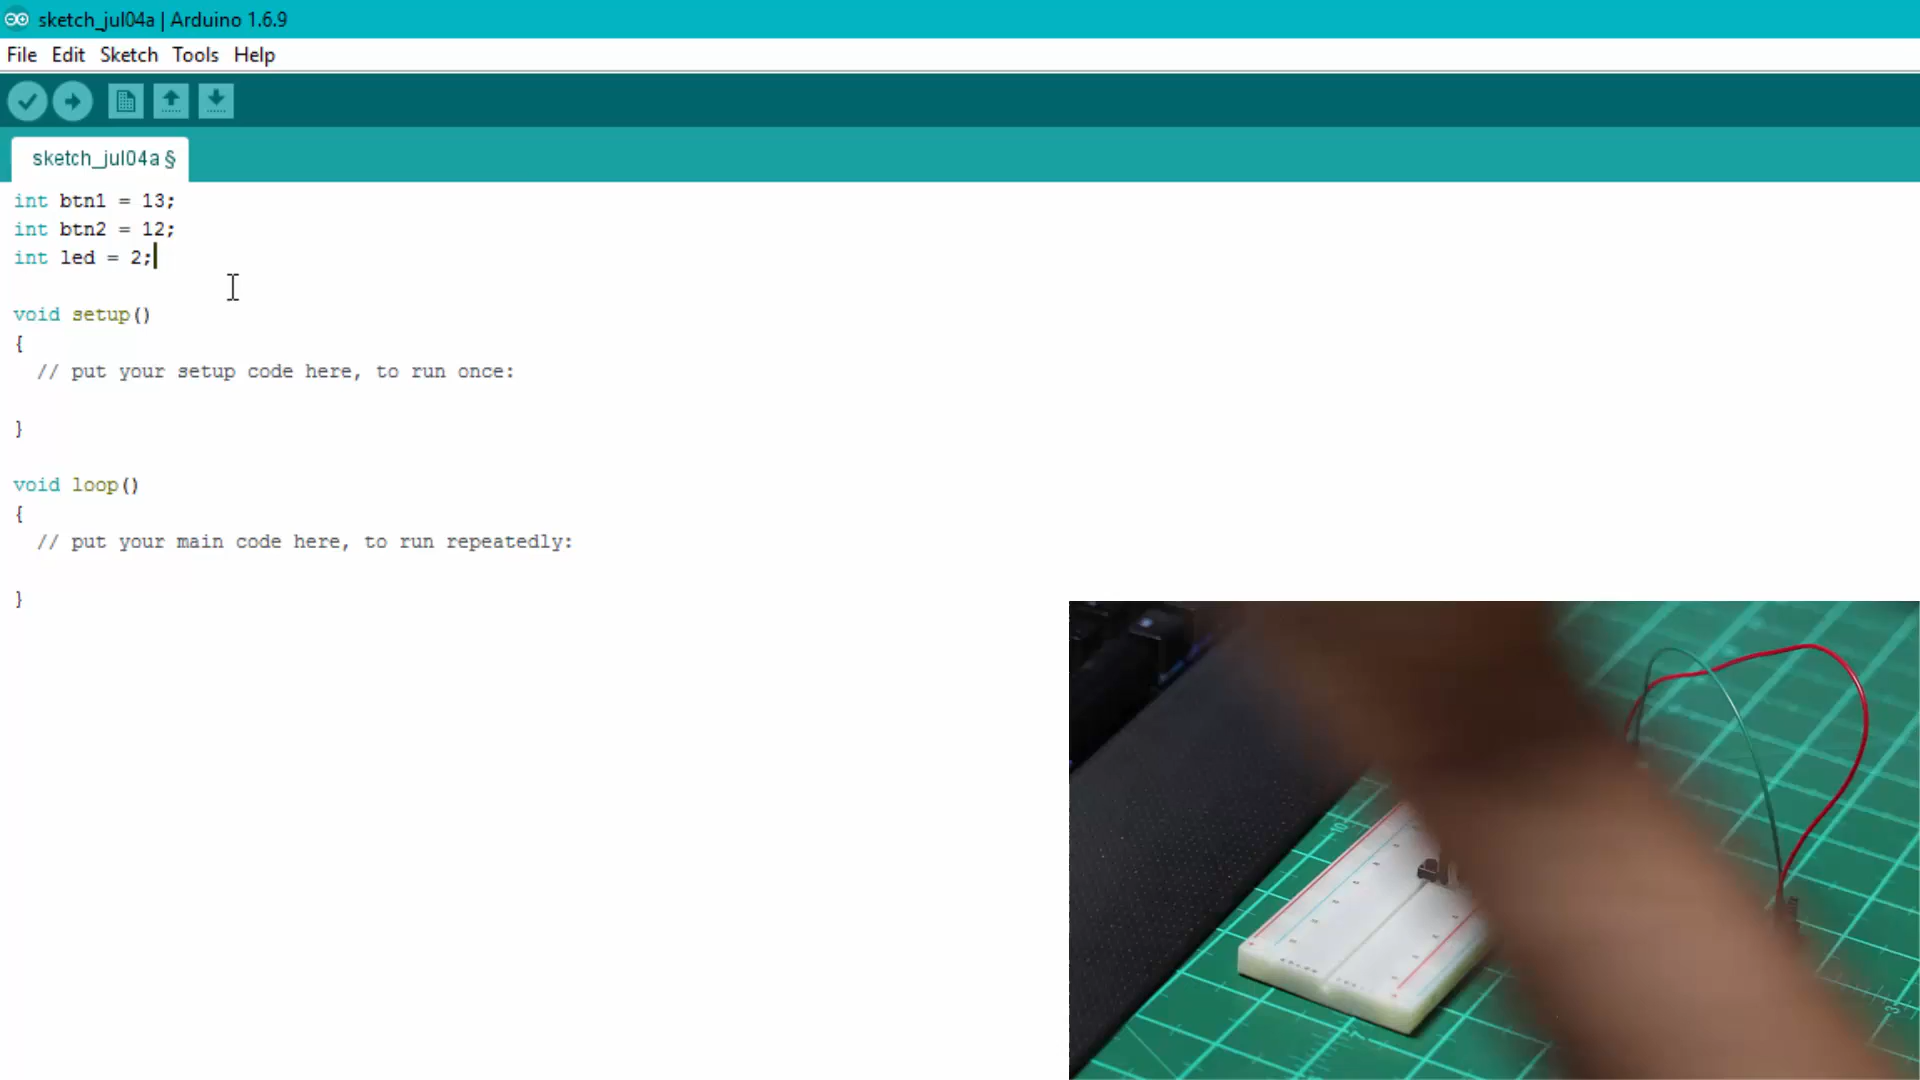 sketch_jul04a | Arduino 1.6.9
File Edit Sketch Tools Help
sketch_jul04a §
int btn1 = 13;
int btn2 = 12;
int led = 2;
void setup()
{
// put your setup code here, to run once:
}
void loop()
{
// put your main code here, to run repeatedly:
}